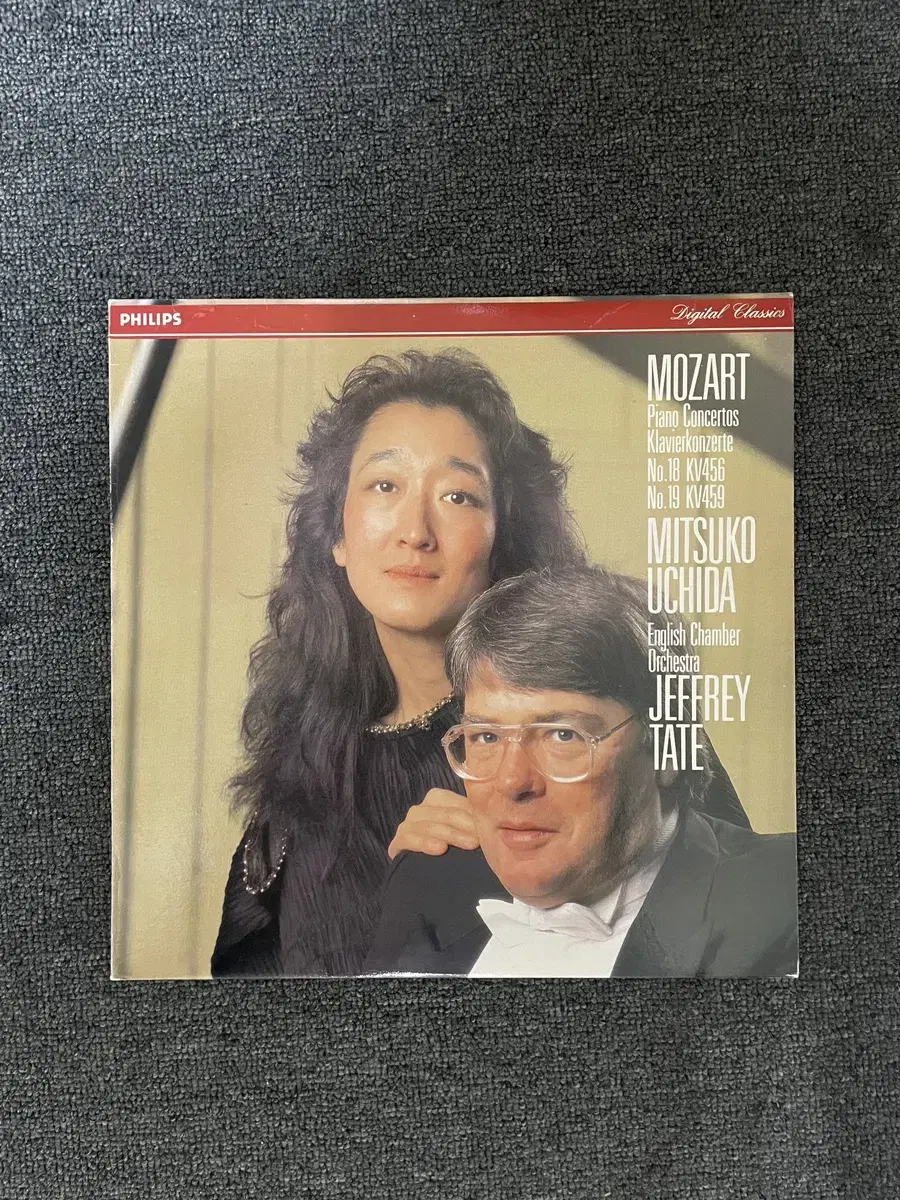 PHILIPS
Digital Classics
MOZART
Piano Concertos
Klavierkonzerte
No.18 KV456
No.19 KV459
MITSUKO
UCHIDA
English Chamber
Orchestra
JEFFREY
TATE